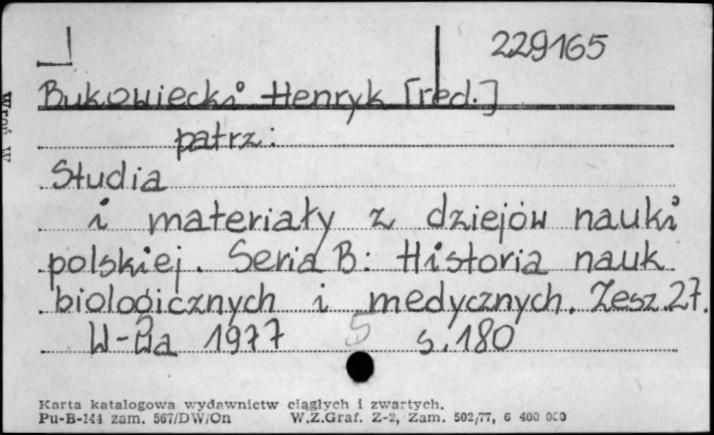 229165
Bukowiecki Henryk [red.]
patrz:
Studia
i materiały z dziejów nauki
polskiej. Seria B: Historia nauk
biologicznych i medycznych. Zesz. 27.
W-wa 1977 5 s. 180
Karta katalogowa wydawnictw ciągłych i zwartych.
Pu-B-144 zam. 567/DW/On W.Z.Graf. Z-2, Zam. 502/77, 6 400 000